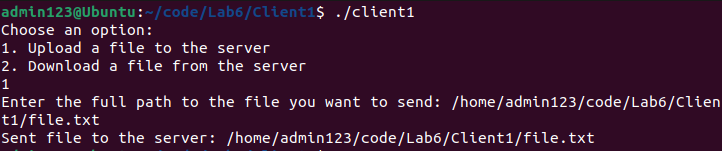 admin123@Ubuntu:~/code/Lab6/Client1$ ./client1
Choose an option:
1. Upload a file to the server
2. Download a file from the server
1
Enter the full path to the file you want to send: /home/admin123/code/Lab6/Clien
t1/file.txt
Sent file to the server: /home/admin123/code/Lab6/Client1/file.txt